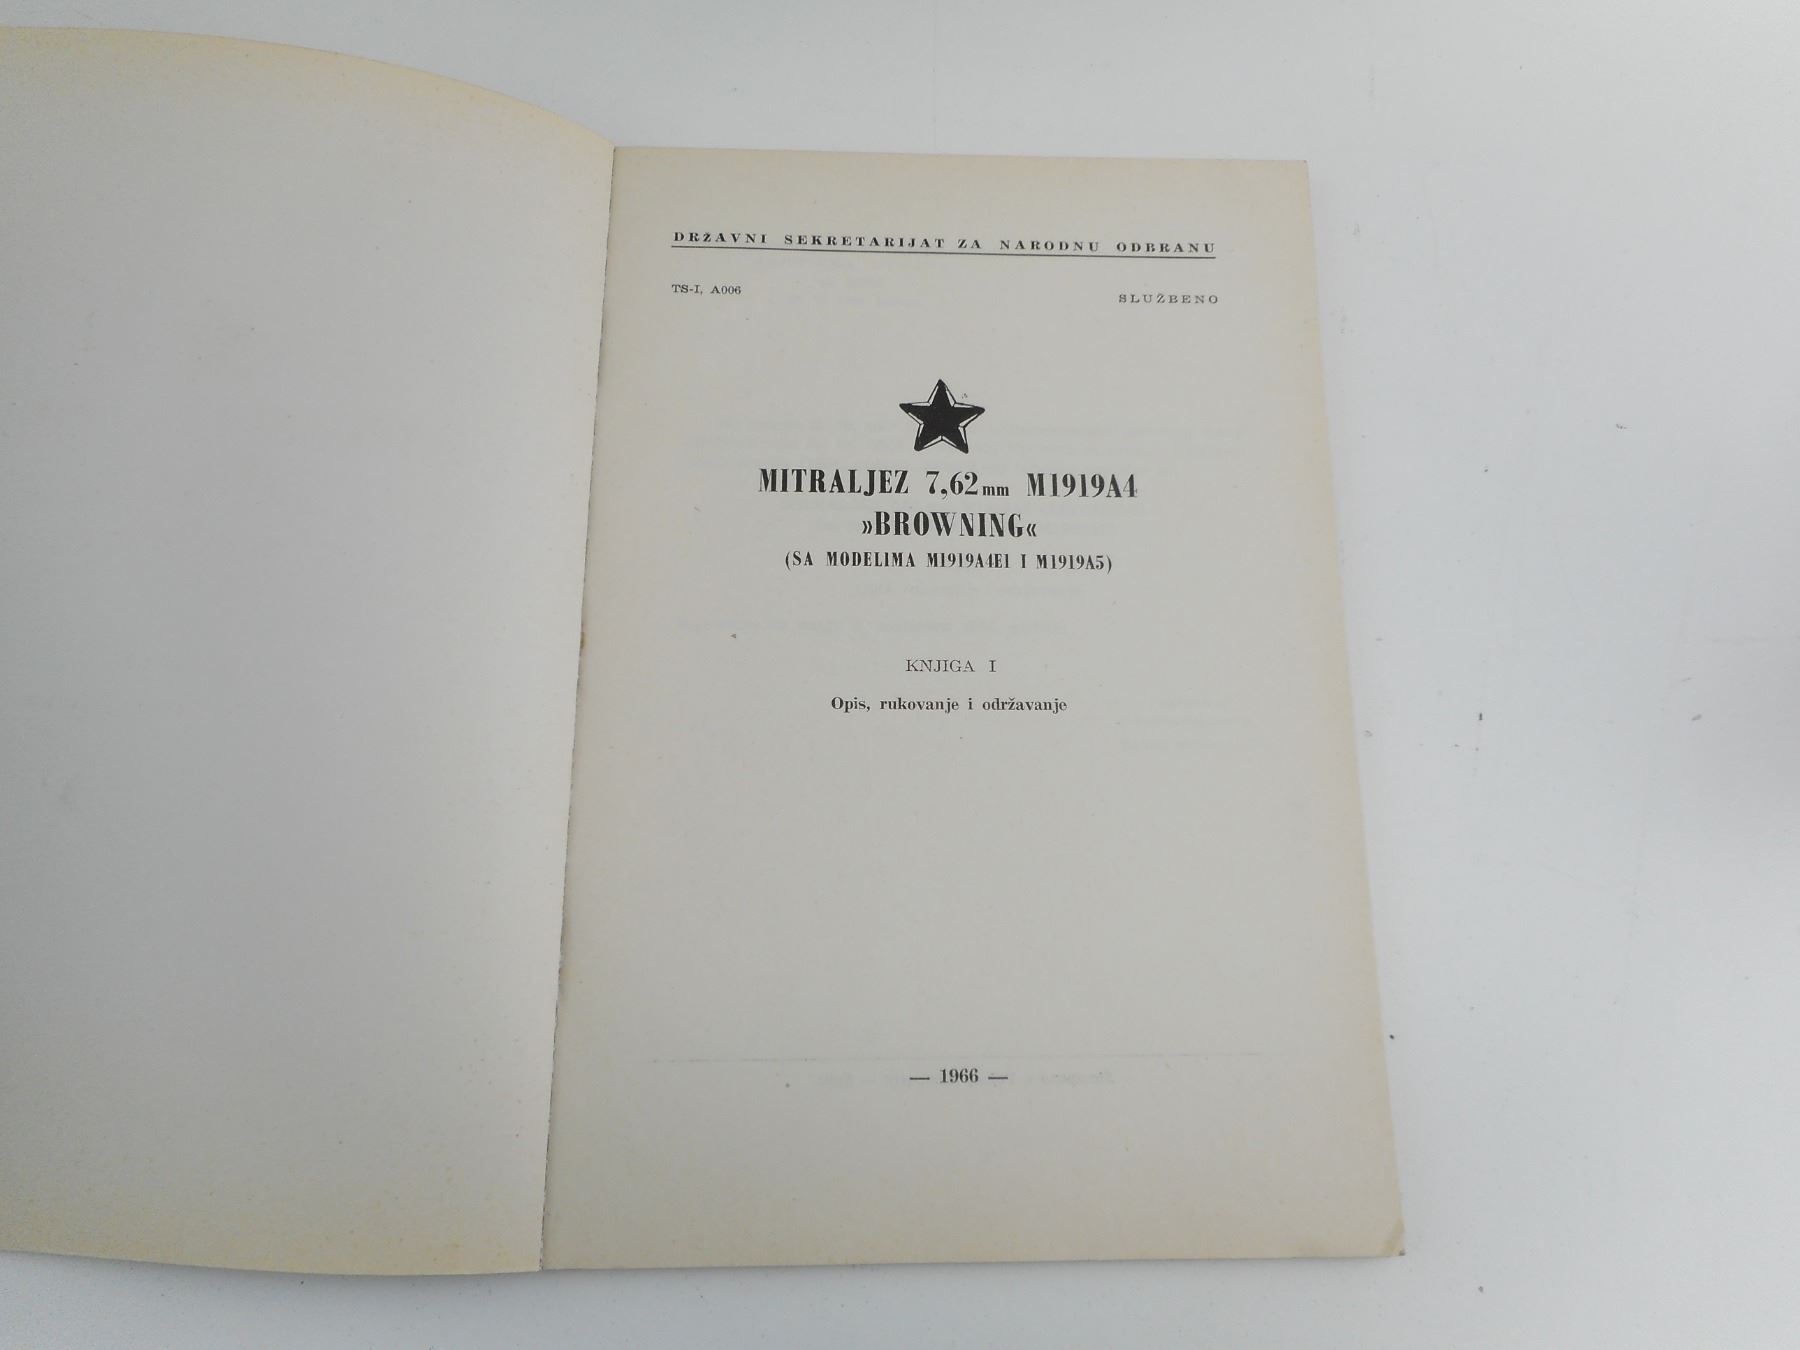 DRŽAVNI SEKRETARIJAT ZA NARODNU ODBRANU
TS-I, A006
SLUŽBENO
MITRALJEZ 7,62mm M1919A4
»BROWNING«
(SA MODELIMA M1919A4E1 I M1919A5)
KNJIGA I
Opis, rukovanje i održavanje
— 1966 —